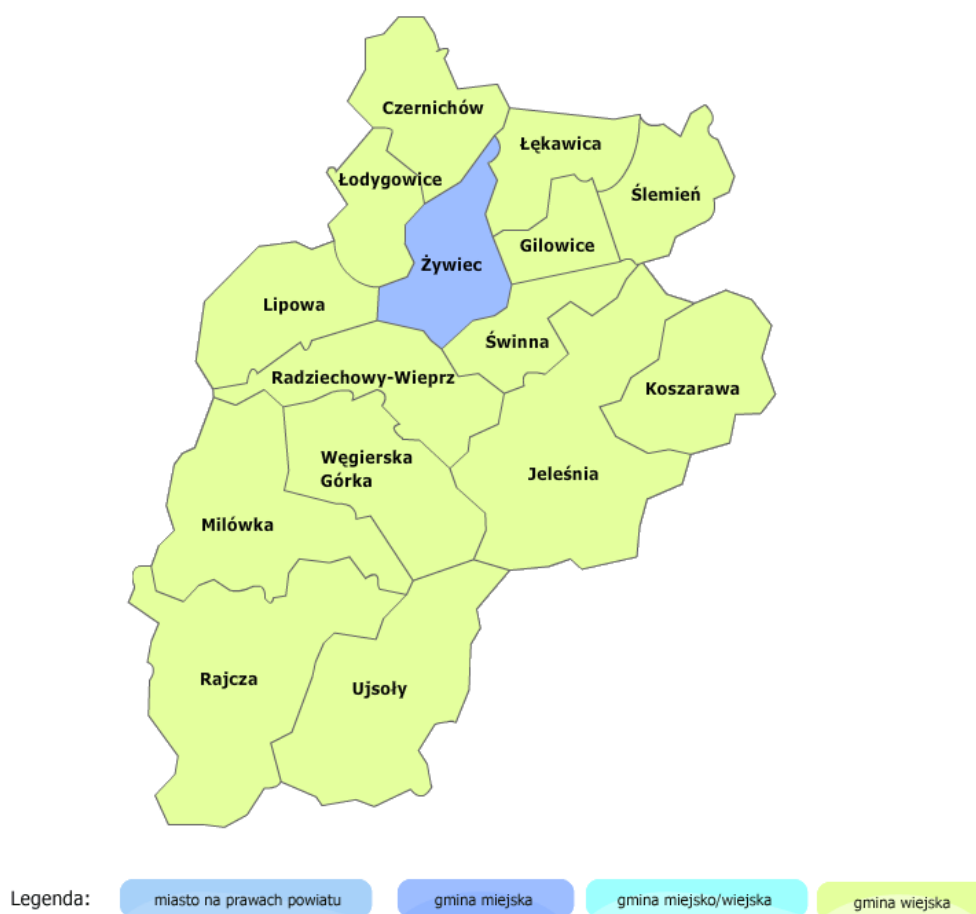 Czernichów
Łękawica
Łodygowice
Ślemień
Gilowice
Żywiec
Lipowa
Świnna
Radziechowy-Wieprz
Koszarawa
Węgierska
Górka
Jeleśnia
Milówka
Rajcza
Ujsoły
Legenda: miasto na prawach powiatu gmina miejska gmina miejsko/wiejska gmina wiejska